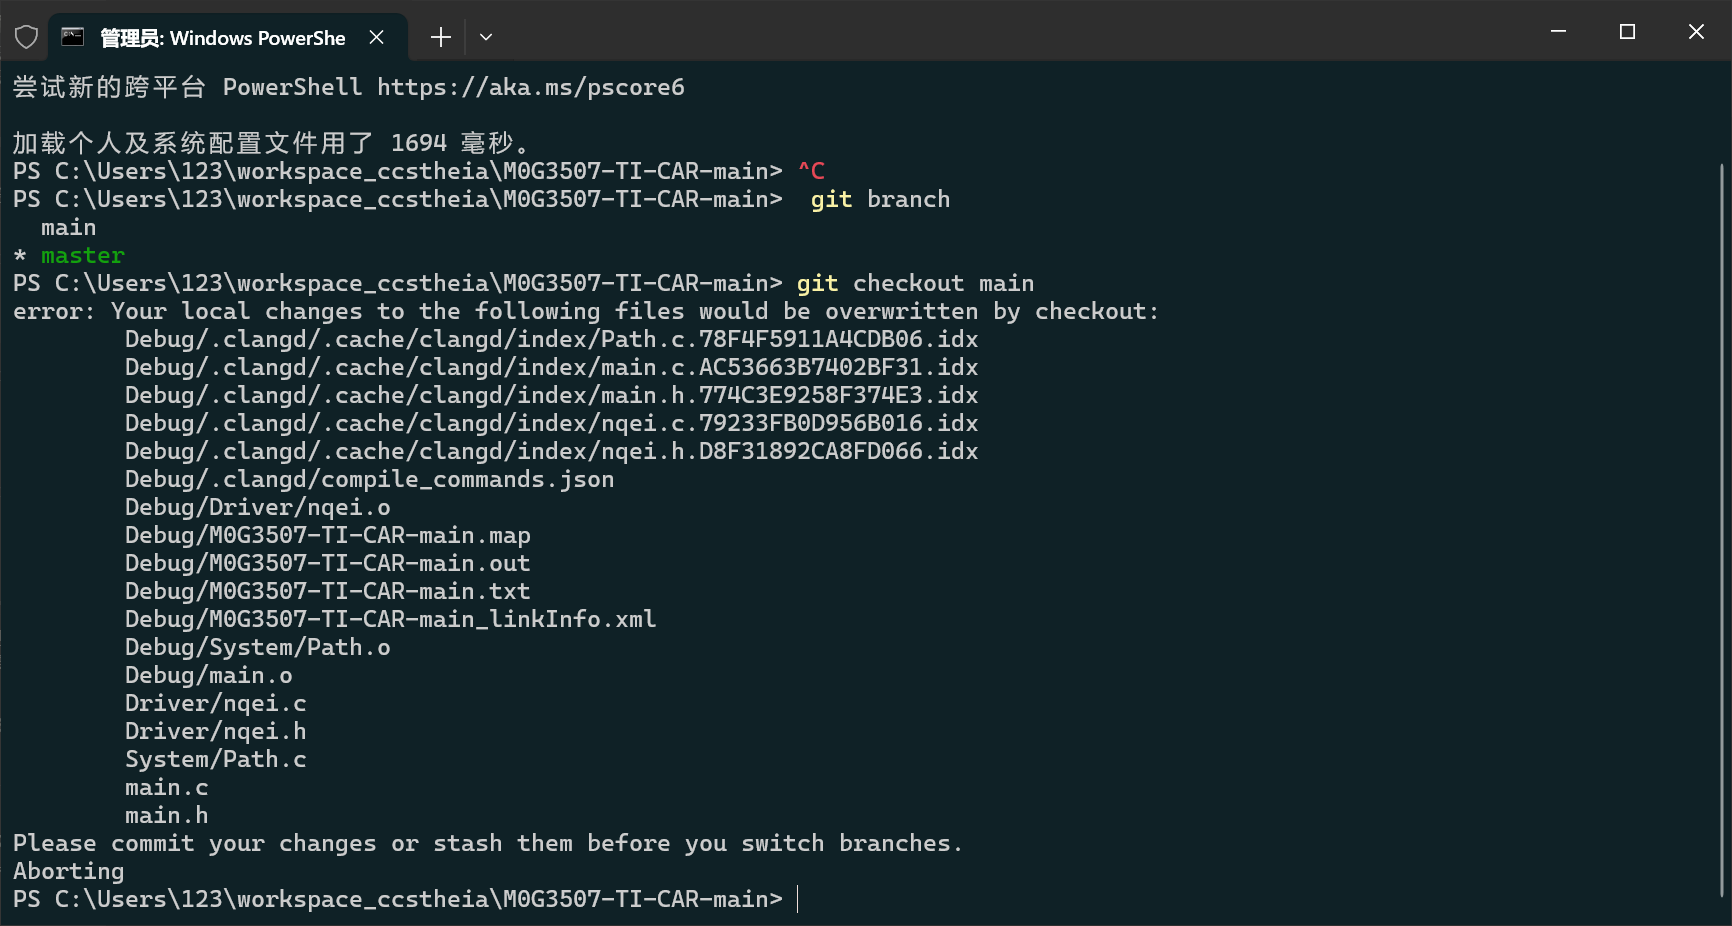 管理员: Windows PowerShe
尝试新的跨平台 PowerShell https://aka.ms/pscore6
加载个人及系统配置文件用了 1694 毫秒。
PS C:\Users\123\workspace_ccstheia\M0G3507-TI-CAR-main> ^C
PS C:\Users\123\workspace_ccstheia\M0G3507-TI-CAR-main>  git branch
  main
* master
PS C:\Users\123\workspace_ccstheia\M0G3507-TI-CAR-main> git checkout main
error: Your local changes to the following files would be overwritten by checkout:
        Debug/.clangd/.cache/clangd/index/Path.c.78F4F5911A4CDB06.idx
        Debug/.clangd/.cache/clangd/index/main.c.AC53663B7402BF31.idx
        Debug/.clangd/.cache/clangd/index/main.h.774C3E9258F374E3.idx
        Debug/.clangd/.cache/clangd/index/nqei.c.79233FB0D956B016.idx
        Debug/.clangd/.cache/clangd/index/nqei.h.D8F31892CA8FD066.idx
        Debug/.clangd/compile_commands.json
        Debug/Driver/nqei.o
        Debug/M0G3507-TI-CAR-main.map
        Debug/M0G3507-TI-CAR-main.out
        Debug/M0G3507-TI-CAR-main.txt
        Debug/M0G3507-TI-CAR-main_linkInfo.xml
        Debug/System/Path.o
        Debug/main.o
        Driver/nqei.c
        Driver/nqei.h
        System/Path.c
        main.c
        main.h
Please commit your changes or stash them before you switch branches.
Aborting
PS C:\Users\123\workspace_ccstheia\M0G3507-TI-CAR-main>